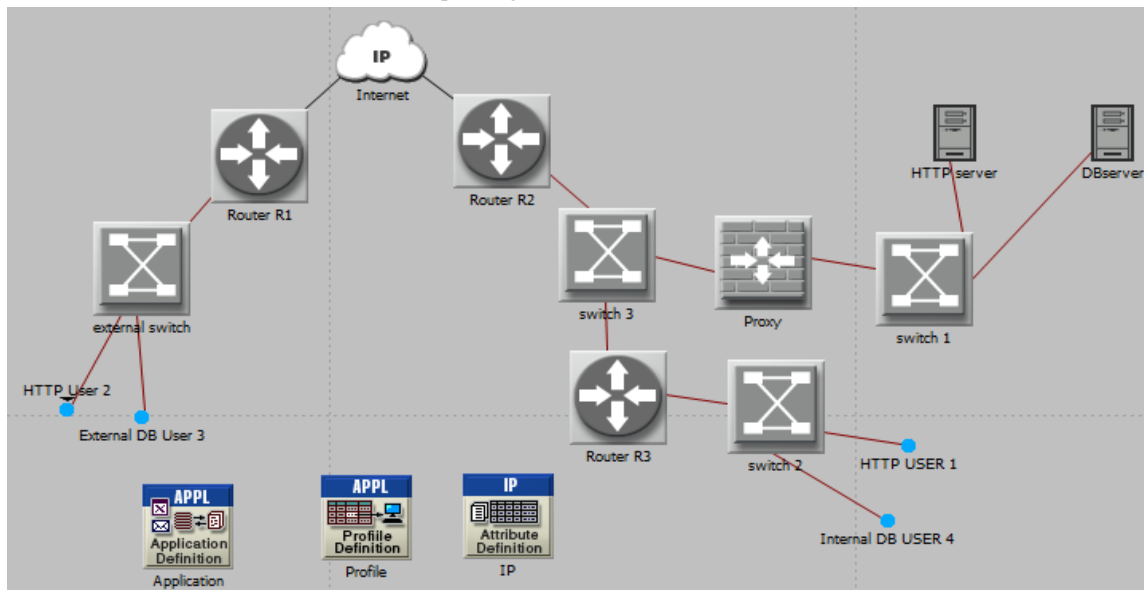 IP
Internet
Router R1
Router R2
HTTP server
DBserver
external switch
switch 3
Proxy
switch 1
HTTP User 2
External DB User 3
Router R3
switch 2
HTTP USER 1
Internal DB USER 4
APPL
Application
Definition
Application
APPL
Profiile
Definition
Profile
IP
Attribute
Definition
IP